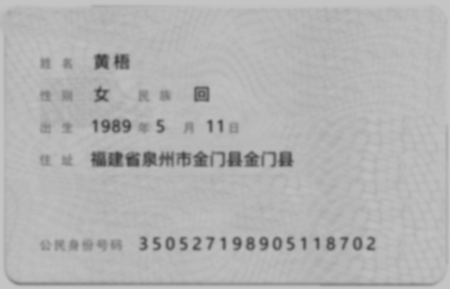 姓名 黄梧
性别 女 民族 回
出生 1989 年 5 月 11 日
住址 福建省泉州市金门县金门县
公民身份号码 350527198905118702